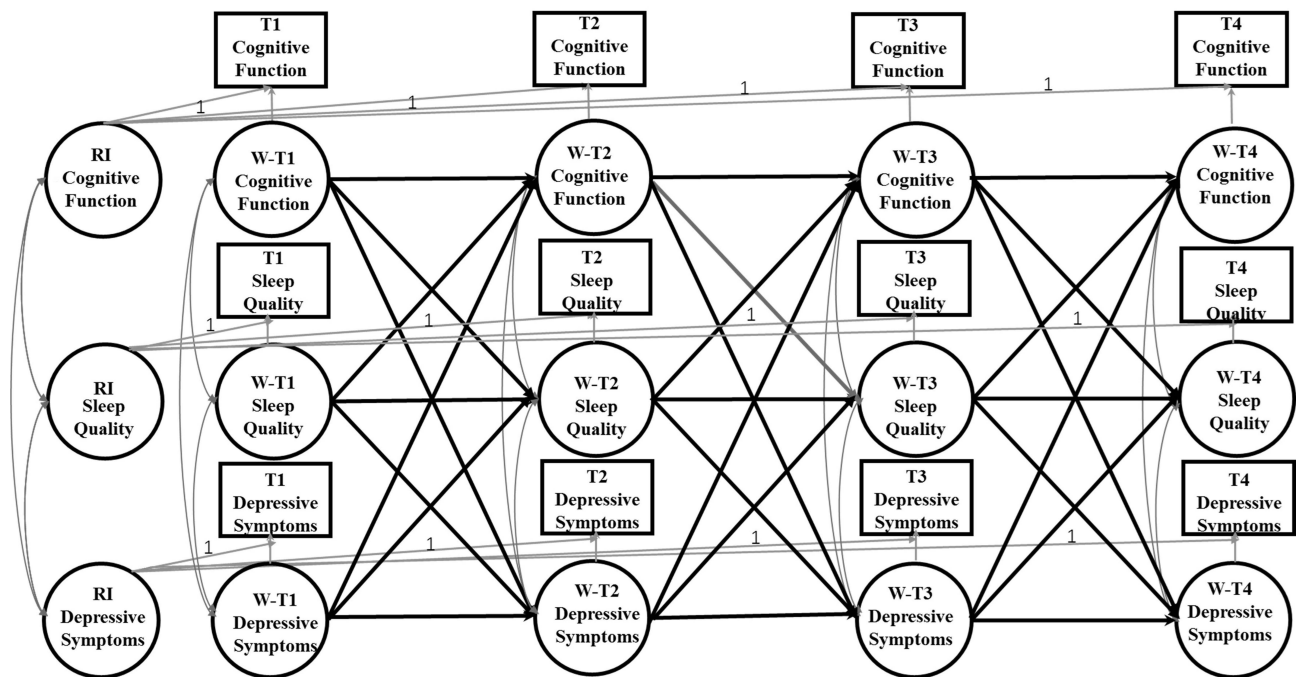 T1
Cognitive
Function
T2
Cognitive
Function
T3
Cognitive
Function
T4
Cognitive
Function
1
1
1
1
RI
Cognitive
Function
W-T1
Cognitive
Function
W-T2
Cognitive
Function
W-T3
Cognitive
Function
W-T4
Cognitive
Function
T1
Sleep
Quality
T2
Sleep
Quality
T3
Sleep
Quality
T4
Sleep
Quality
1
1
1
1
RI
Sleep
Quality
W-T1
Sleep
Quality
W-T2
Sleep
Quality
W-T3
Sleep
Quality
W-T4
Sleep
Quality
T1
Depressive
Symptoms
T2
Depressive
Symptoms
T3
Depressive
Symptoms
T4
Depressive
Symptoms
1
1
1
1
RI
Depressive
Symptoms
W-T1
Depressive
Symptoms
W-T2
Depressive
Symptoms
W-T3
Depressive
Symptoms
W-T4
Depressive
Symptoms